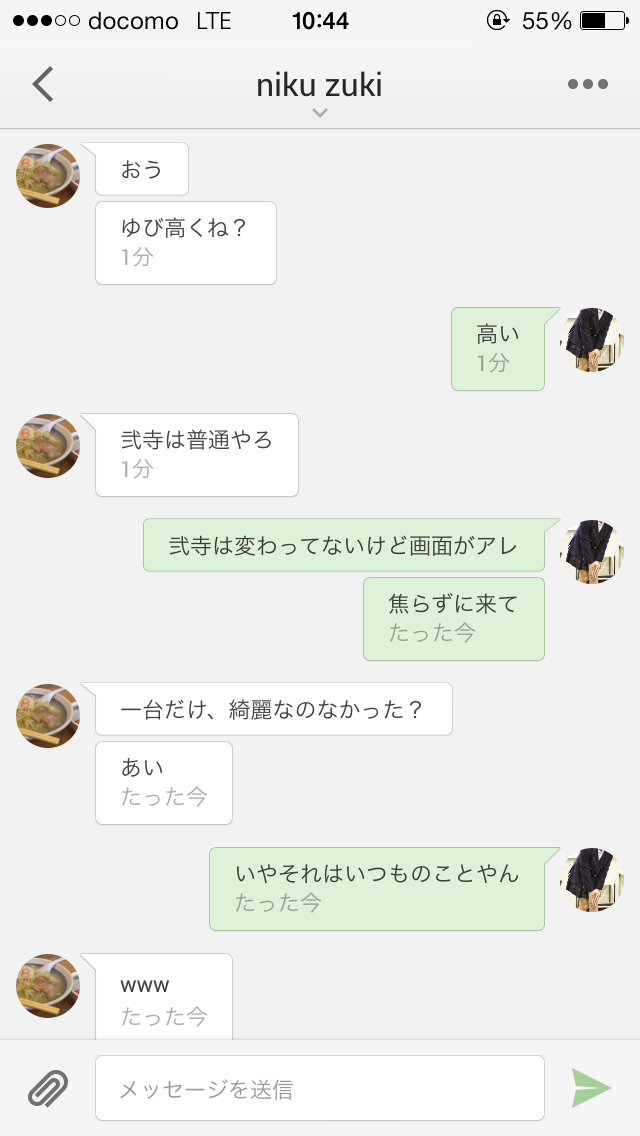 docomo LTE 10:44 55%
niku zuki
おう
ゆび高くね？
1分
高い
1分
弐寺は普通やろ
1分
弐寺は変わってないけど画面がアレ
焦らずに来て
たった今
一台だけ、綺麗なのなかった？
あい
たった今
いやそれはいつものことやん
たった今
www
たった今
メッセージを送信